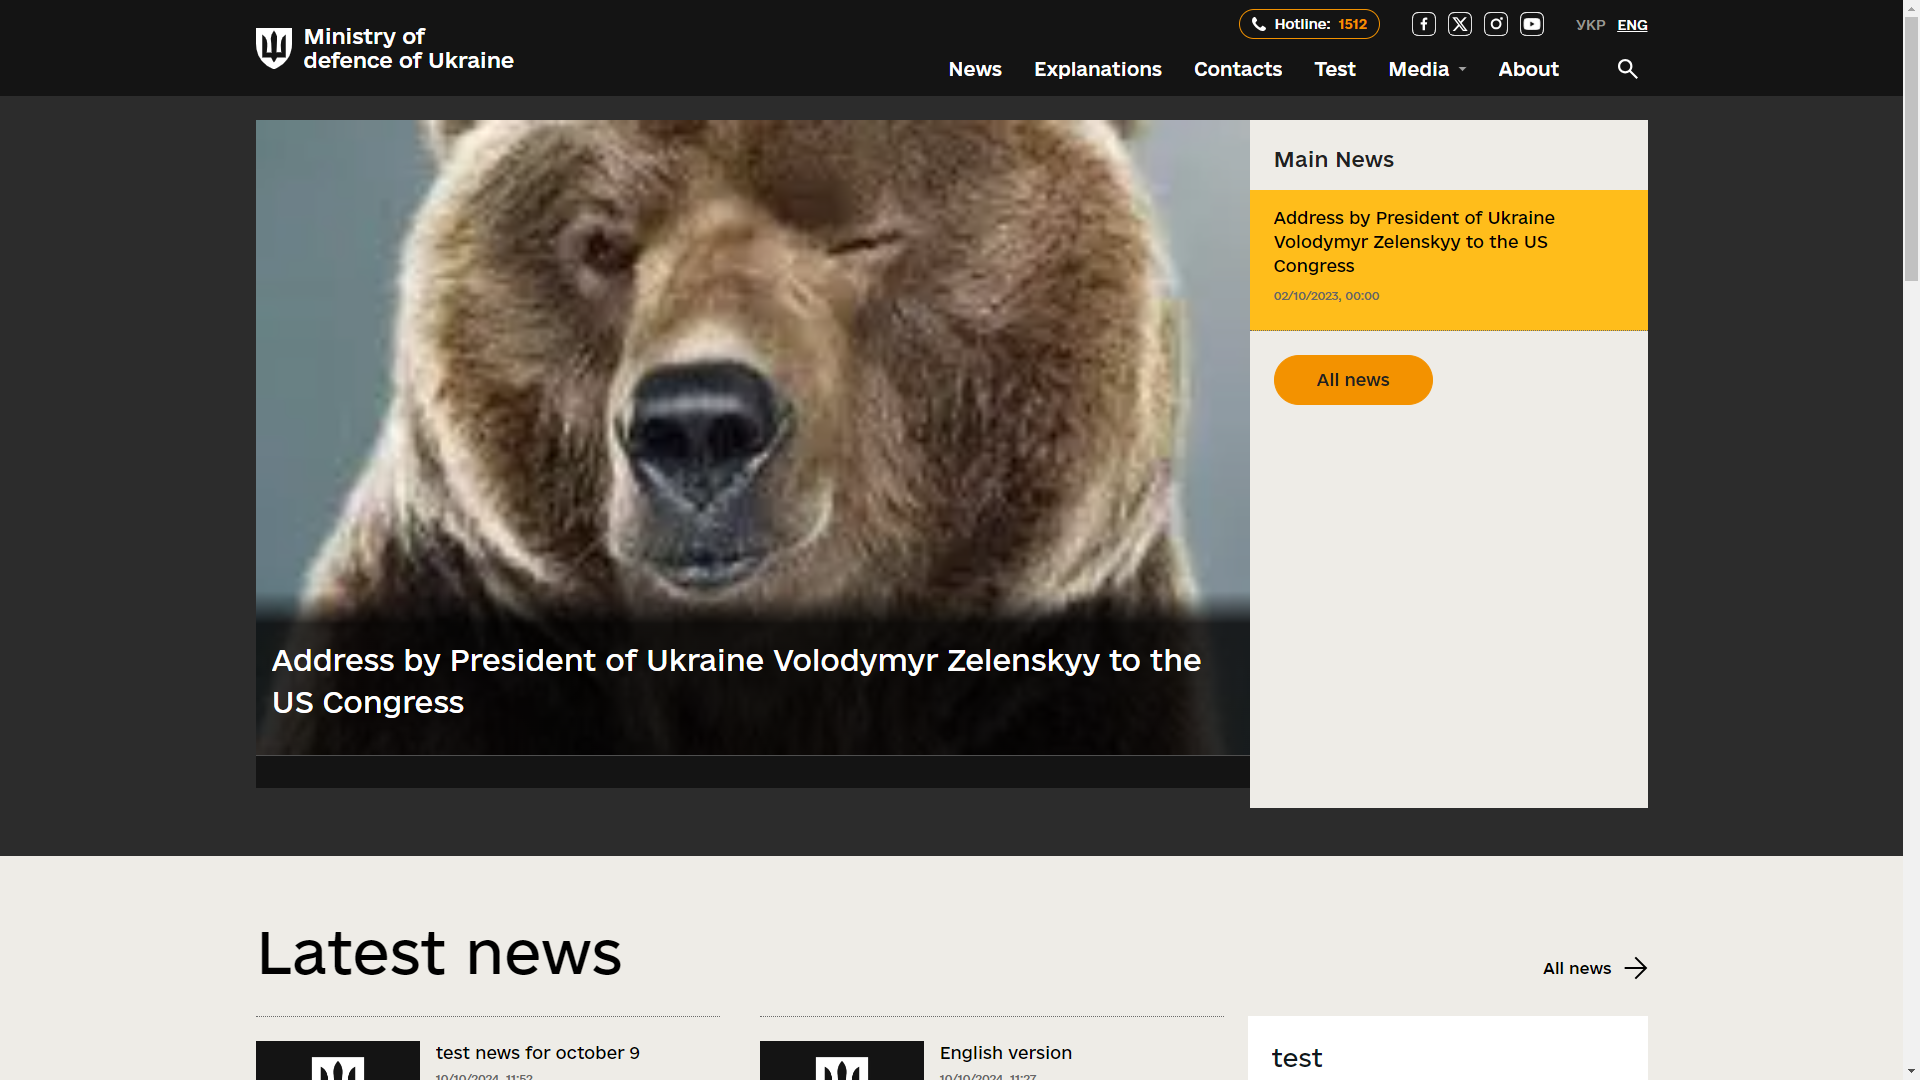 Ministry of
defence of Ukraine
Hotline: 1512
УКР ENG
News Explanations Contacts Test Media About
Address by President of Ukraine Volodymyr Zelenskyy to the
US Congress
Main News
Address by President of Ukraine
Volodymyr Zelenskyy to the US
Congress
02/10/2023, 00:00
All news
Latest news
All news
test news for october 9
10/10/2024, 11:52
English version
10/10/2024, 11:27
test